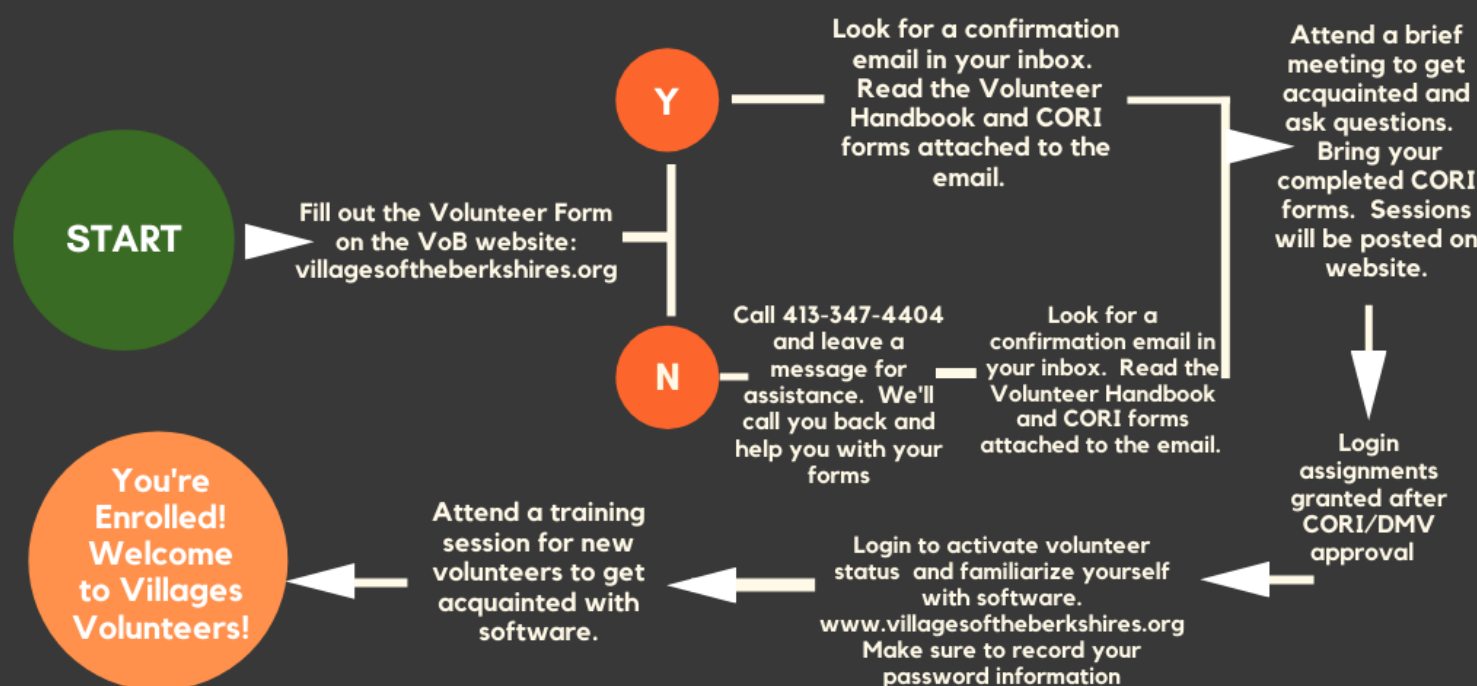 START
Fill out the Volunteer Form
on the VoB website:
villagesoftheberkshires.org
Y
Look for a confirmation
email in your inbox.
Read the Volunteer
Handbook and CORI
forms attached to the
email.
N
Call 413-347-4404
and leave a
message for
assistance. We'll
call you back and
help you with your
forms
Look for a
confirmation email in
your inbox. Read the
Volunteer Handbook
and CORI forms
attached to the email.
Attend a brief
meeting to get
acquainted and
ask questions.
Bring your
completed CORI
forms. Sessions
will be posted on
website.
Login
assignments
granted after
CORI/DMV
approval
Login to activate volunteer
status and familiarize yourself
with software.
www.villagesoftheberkshires.org
Make sure to record your
password information
Attend a training
session for new
volunteers to get
acquainted with
software.
You're
Enrolled!
Welcome
to Villages
Volunteers!